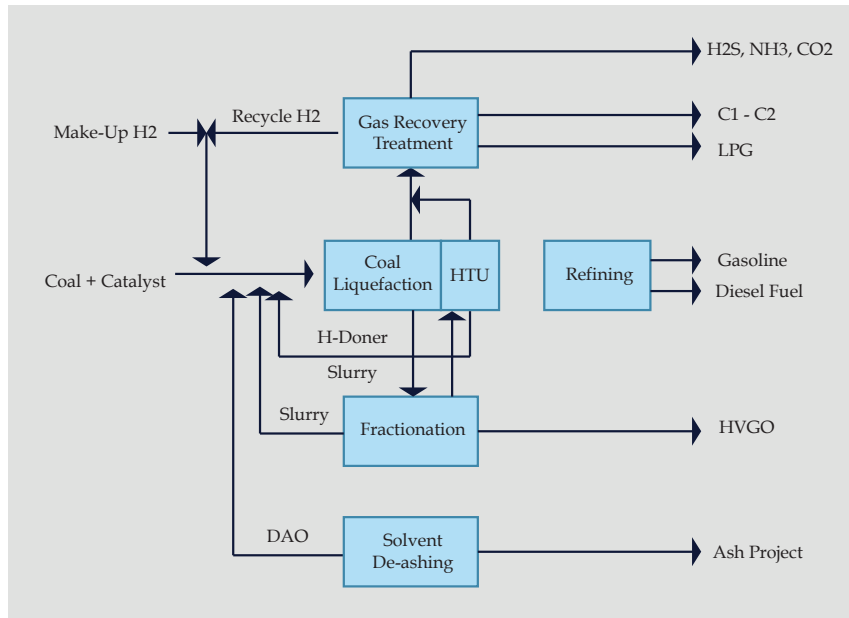 H2S, NH3, CO2
Recycle H2
Make-Up H2
Gas Recovery
Treatment
C1 - C2
LPG
Coal + Catalyst
Coal
Liquefaction
HTU
Refining
Gasoline
Diesel Fuel
H-Doner
Slurry
Slurry
Fractionation
HVGO
DAO
Solvent
De-ashing
Ash Project